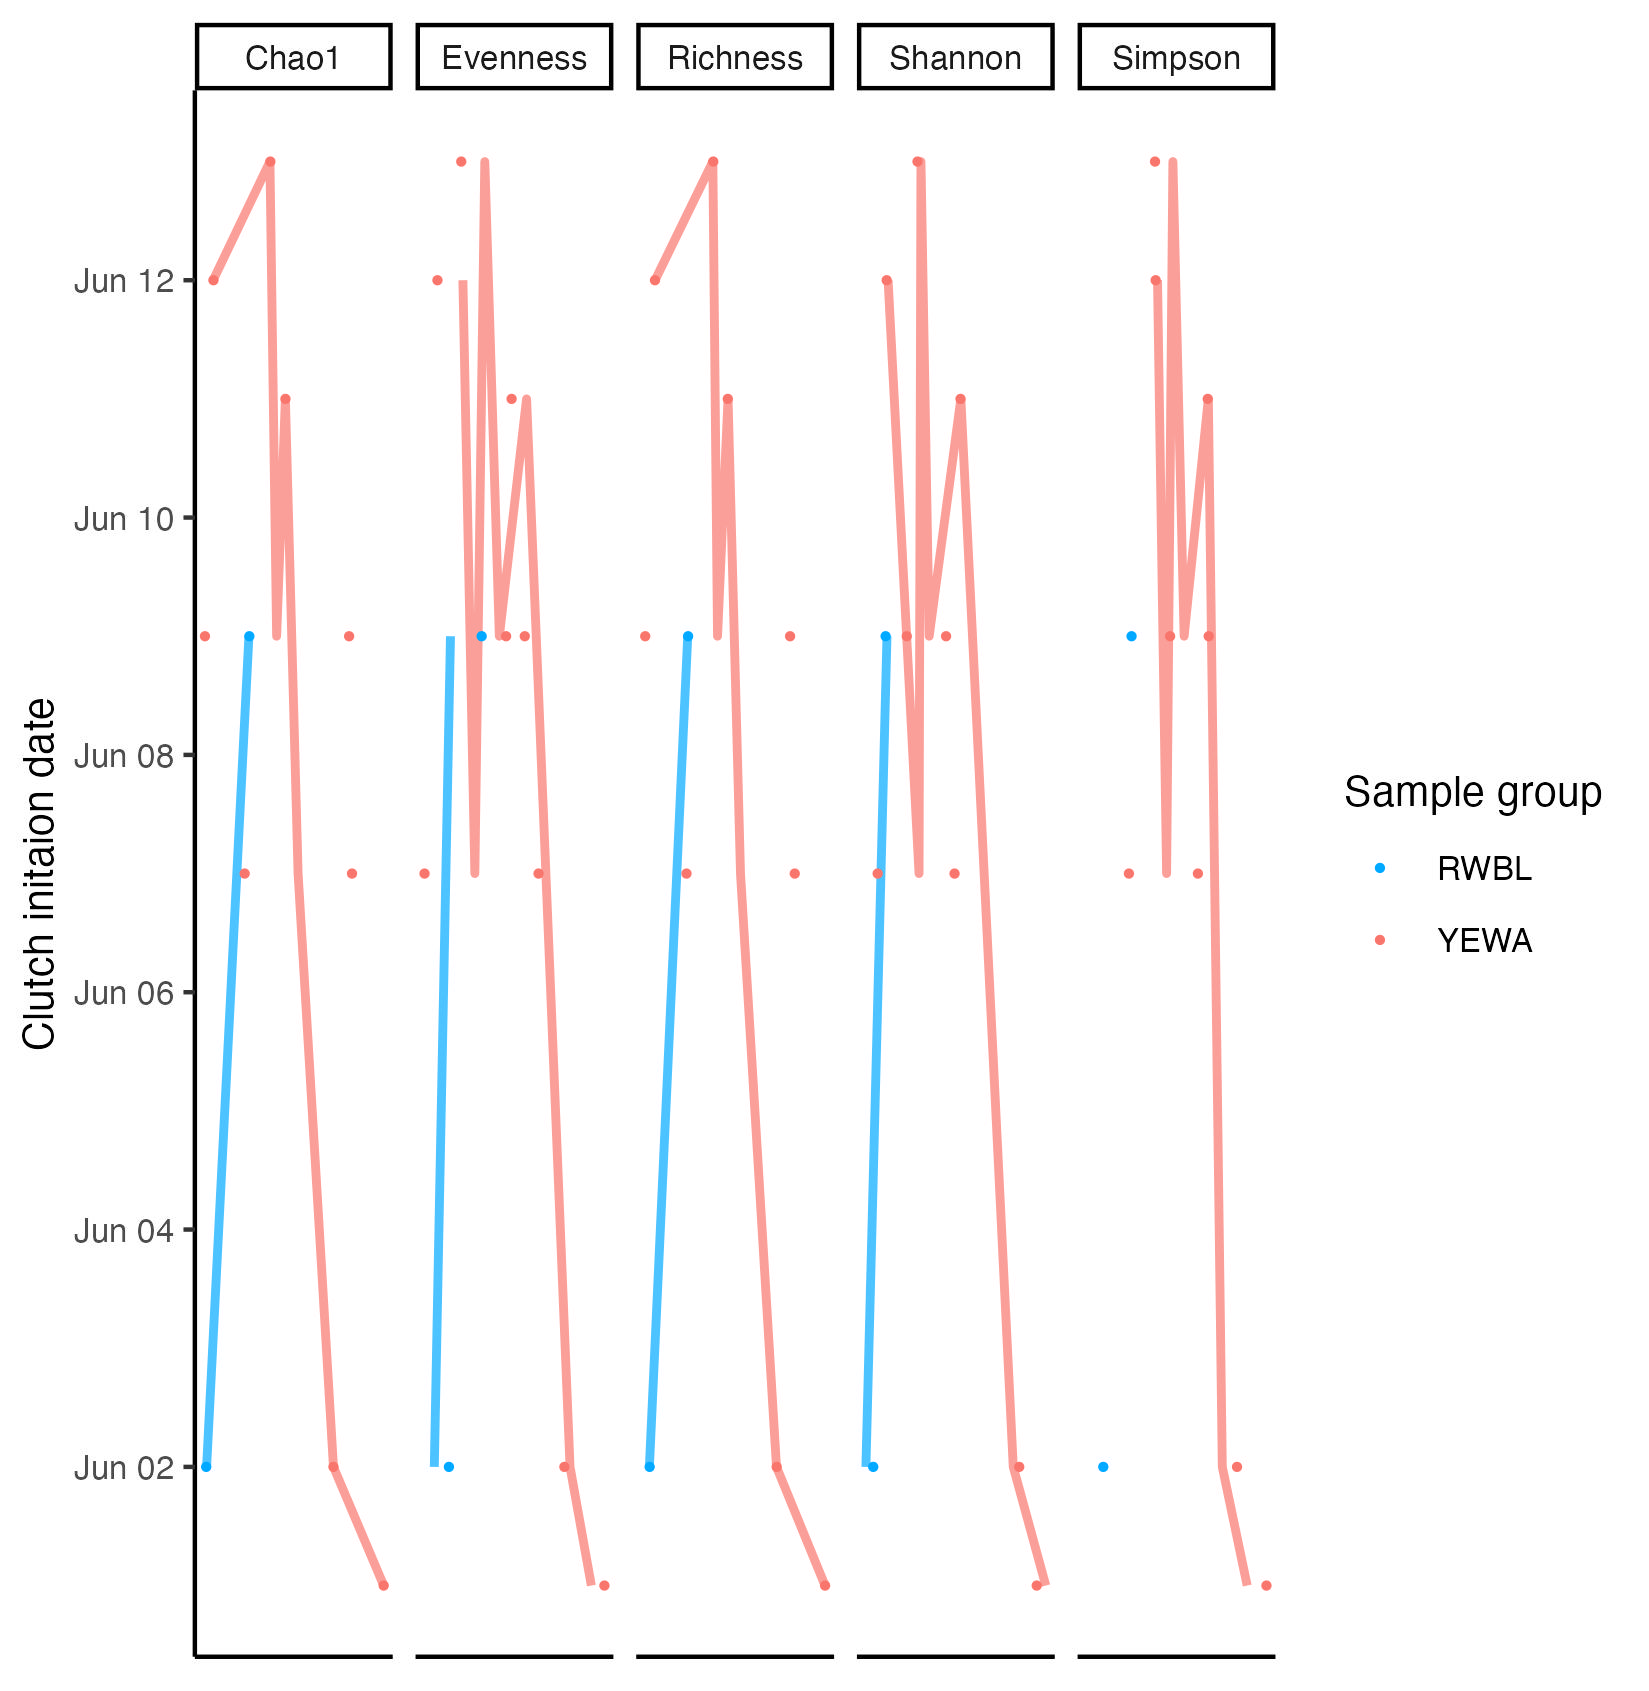 Chao1 Evenness Richness Shannon Simpson
Jun 12
Jun 10
Jun 08
Jun 06
Jun 04
Jun 02
Clutch initaion date
Sample group
RWBL
YEWA